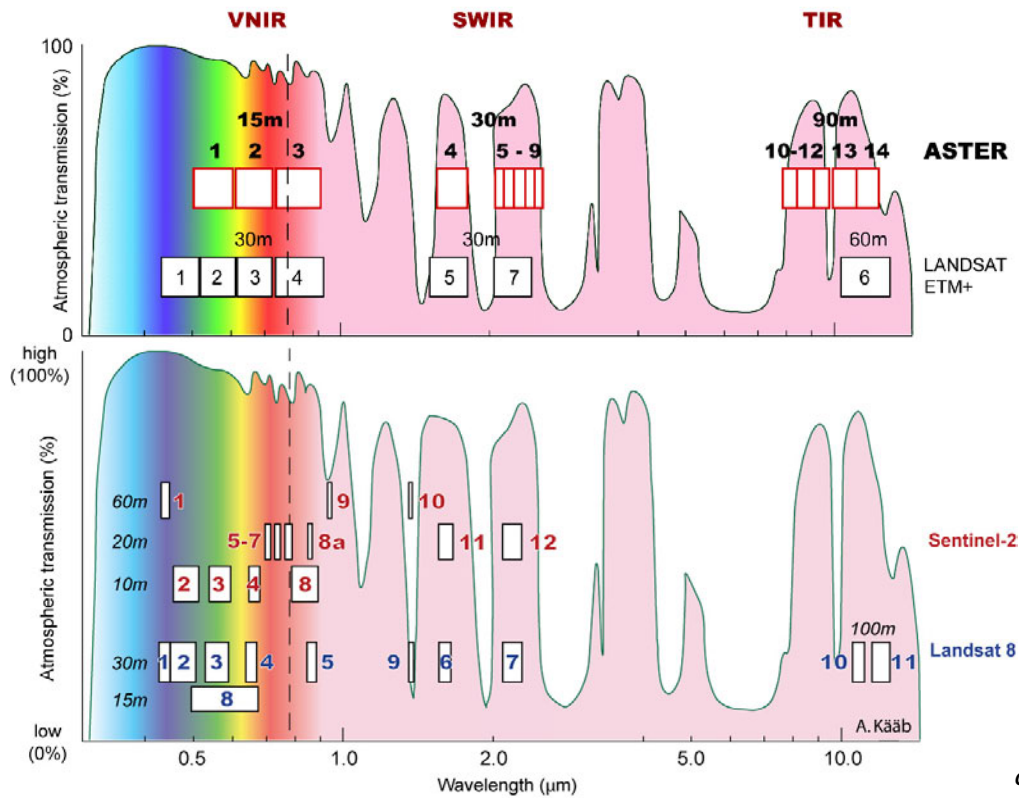 VNIR SWIR TIR
100
Atmospheric transmission (%)
15m 30m 90m
1 2 3 4 5 - 9 10-12 13 14 ASTER
30m 30m 60m
1 2 3 4 5 7 6 LANDSAT
ETM+
0
high
(100%)
Atmospheric transmission (%)
60m 1 9 10
20m 5-7 8a 11 12 Sentinel-2
10m 2 3 4 8
100m
30m 1 2 3 4 5 9 6 7 10 11 Landsat 8
15m 8
A. Kääb
low
(0%)
0.5 1.0 2.0 5.0 10.0
Wavelength (µm)